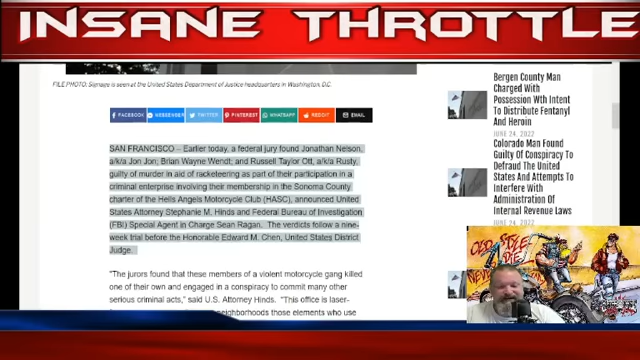 INSANE THROTTLE
FILE PHOTO: Signage is seen at the United States Department of Justice headquarters in Washington, D.C.
FACEBOOK MESSENGER TWITTER PINTEREST WHATSAPP REDDIT EMAIL
SAN FRANCISCO – Earlier today, a federal jury found Jonathan Nelson,
a/k/a Jon Jon; Brian Wayne Wendt; and Russell Taylor Ott, a/k/a Rusty,
guilty of murder in aid of racketeering as part of their participation in a
criminal enterprise involving their membership in the Sonoma County
charter of the Hells Angels Motorcycle Club (HASC), announced United
States Attorney Stephanie M. Hinds and Federal Bureau of Investigation
(FBI) Special Agent in Charge Sean Ragan. The verdicts follow a nine-
week trial before the Honorable Edward M. Chen, United States District
Judge.
"The jurors found that these members of a violent motorcycle gang killed
one of their own and engaged in a conspiracy to commit many other
serious criminal acts," said U.S. Attorney Hinds. "This office is laser-
neighborhoods those elements who use
Bergen County Man
Charged With
Possession Wth Intent
To Distribute Fentanyl
And Heroin
JUNE 24, 2022
Colorado Man Found
Guilty Of Conspiracy To
Defraud The United
States And Attempts To
Interfere With
Administration Of
Internal Revenue Laws
JUNE 24, 2022
OLD STYLE
NEVER